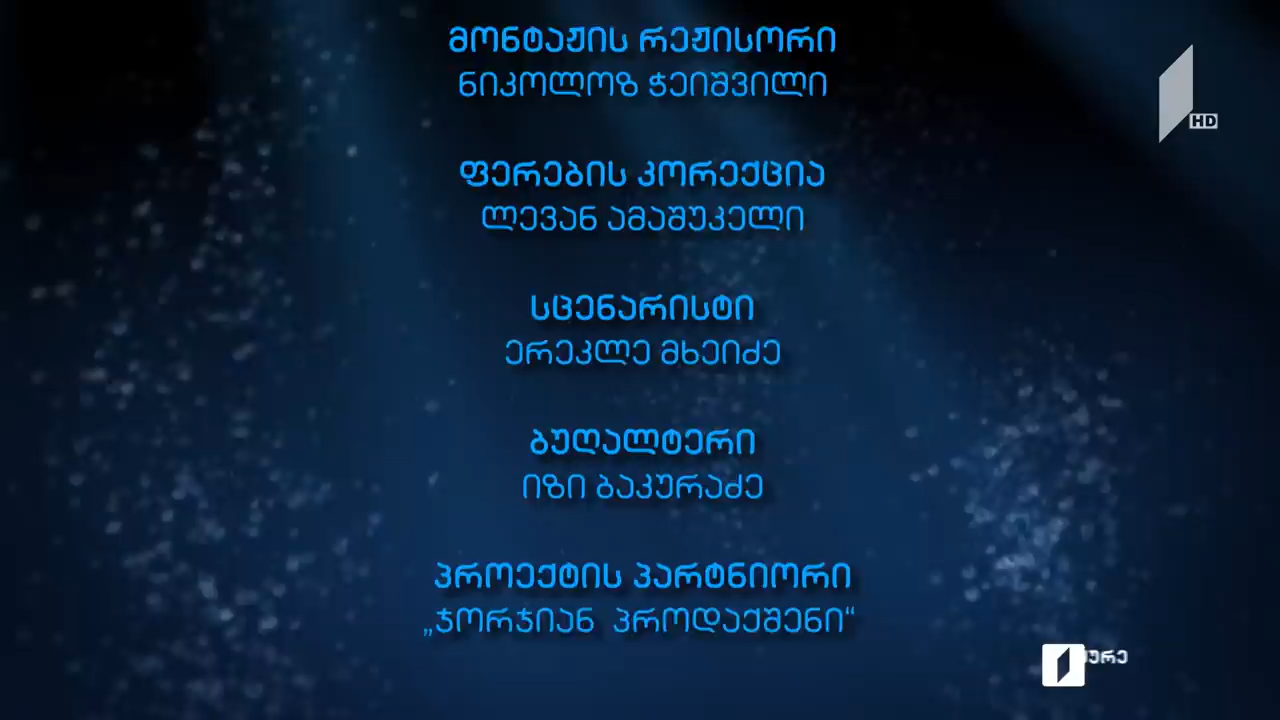 მონტაჟის რეჟისორი
ნიკოლოზ ჭეიშვილი
HD
ფერების კორექცია
ლევან ამაშუკელი
სცენარისტი
ერეკლე მხეიძე
ბუღალტერი
იზი ბაკურაძე
პროექტის პარტნიორი
„ჯორჯიან პროდაქშენი“